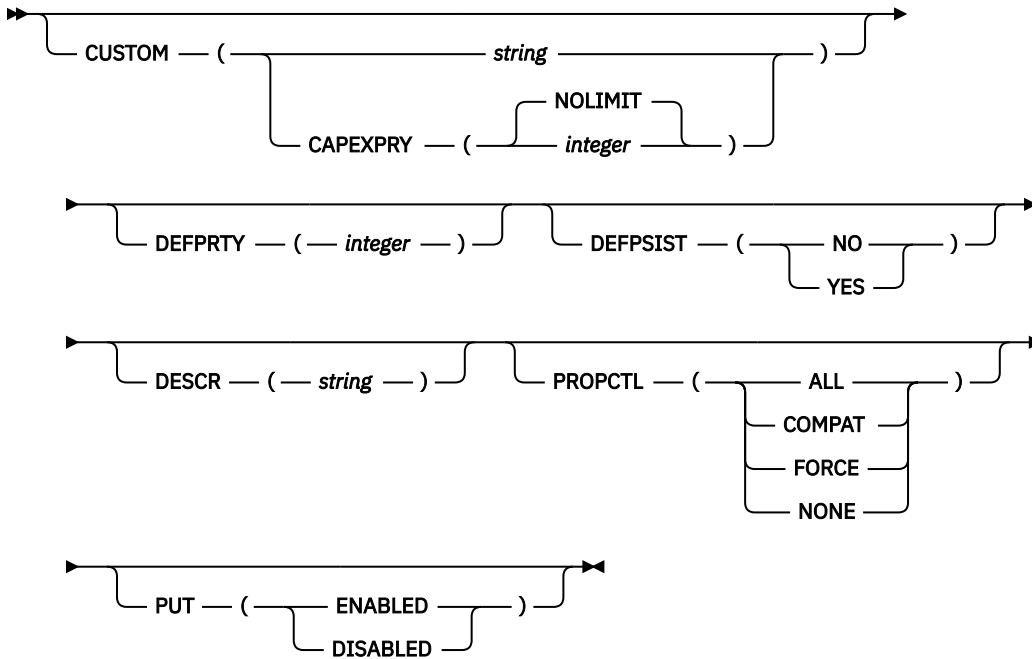 CUSTOM ( string )
NOLIMIT
CAPEXPRY ( integer )
DEFPRTY ( integer ) DEFPSIST ( NO )
YES
DESCR ( string ) PROPCTL ( ALL )
COMPAT
FORCE
NONE
PUT ( ENABLED )
DISABLED